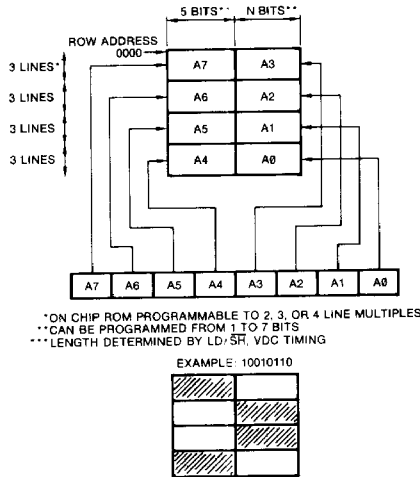 5 BITS** N BITS**
ROW ADDRESS
0000
3 LINES* A7 A3
3 LINES A6 A2
3 LINES A5 A1
3 LINES A4 A0
A7 A6 A5 A4 A3 A2 A1 A0
*ON CHIP ROM PROGRAMMABLE TO 2, 3, OR 4 LINE MULTIPLES
**CAN BE PROGRAMMED FROM 1 TO 7 BITS
***LENGTH DETERMINED BY LD/SH, VDC TIMING
EXAMPLE: 10010110